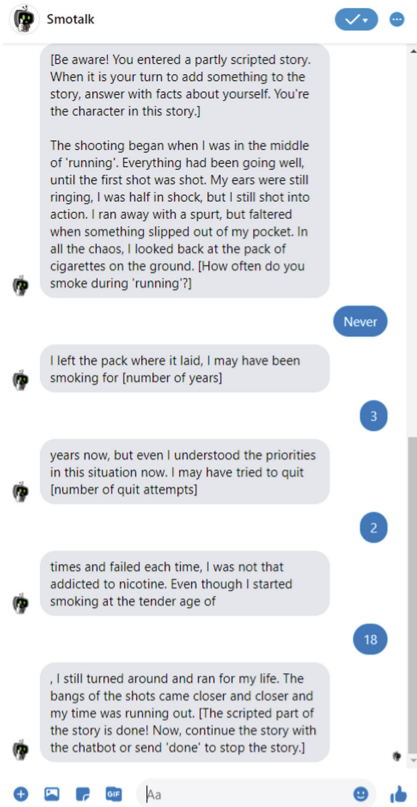 Smotalk
[Be aware! You entered a partly scripted story.
When it is your turn to add something to the
story, answer with facts about yourself. You're
the character in this story.]
The shooting began when I was in the middle
of 'running'. Everything had been going well,
until the first shot was shot. My ears were still
ringing, I was half in shock, but I still shot into
action. I ran away with a spurt, but faltered
when something slipped out of my pocket. In
all the chaos, I looked back at the pack of
cigarettes on the ground. [How often do you
smoke during 'running'?]
Never
I left the pack where it laid, I may have been
smoking for [number of years]
3
years now, but even I understood the priorities
in this situation now. I may have tried to quit
[number of quit attempts]
2
times and failed each time, I was not that
addicted to nicotine. Even though I started
smoking at the tender age of
18
, I still turned around and ran for my life. The
bangs of the shots came closer and closer and
my time was running out. [The scripted part of
the story is done! Now, continue the story with
the chatbot or send 'done' to stop the story.]
GIF
Aa